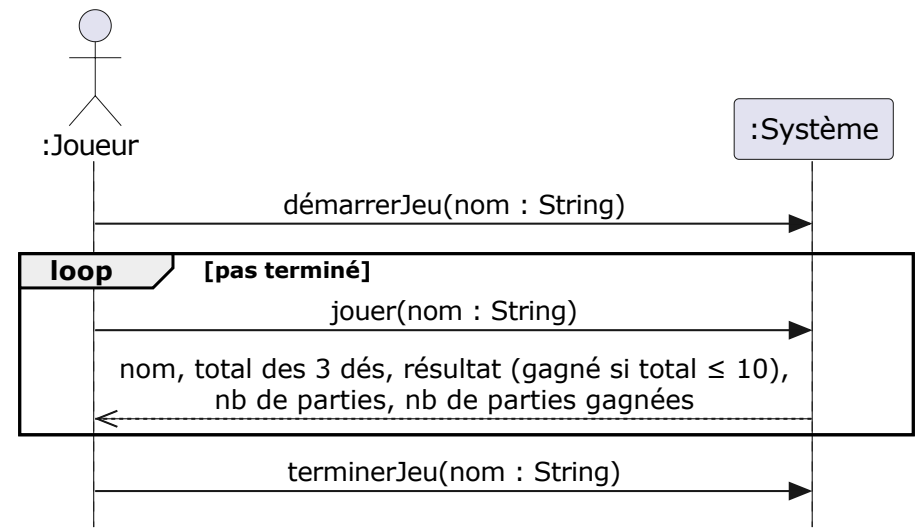 :Joueur
:Système
démarrerJeu(nom : String)
loop [pas terminé]
jouer(nom : String)
nom, total des 3 dés, résultat (gagné si total ≤ 10),
nb de parties, nb de parties gagnées
terminerJeu(nom : String)